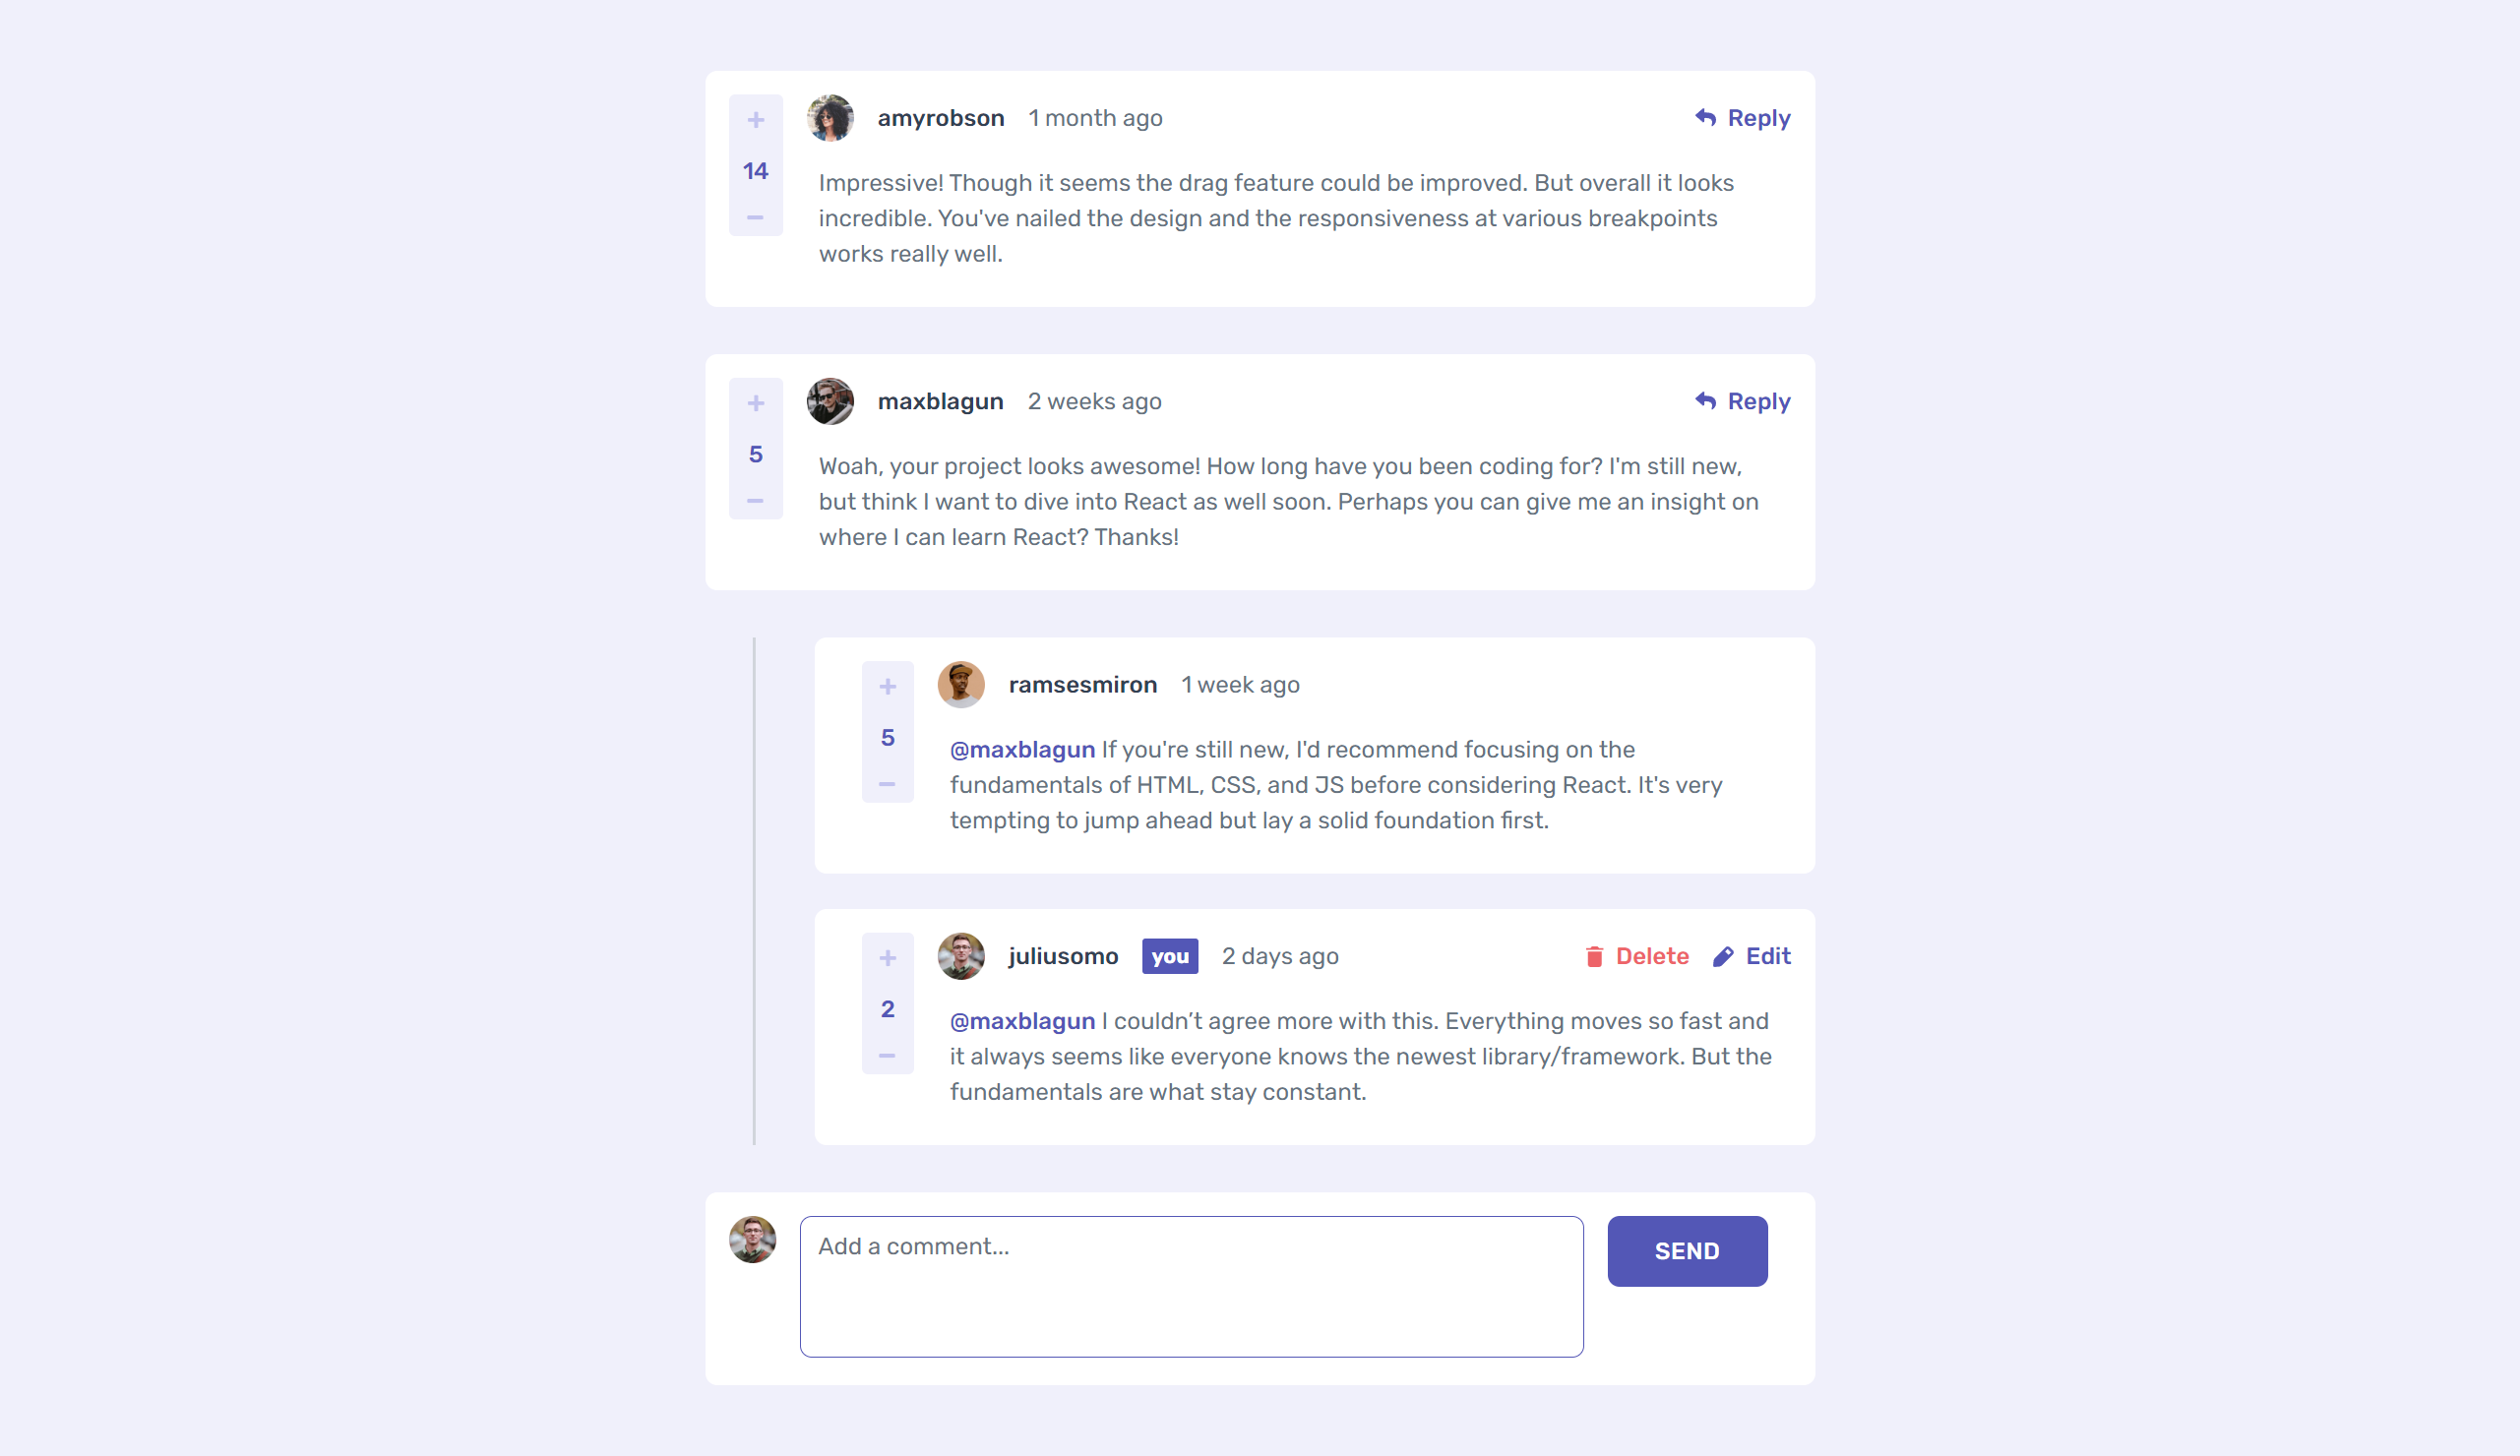 +
14
−
amyrobson 1 month ago Reply
Impressive! Though it seems the drag feature could be improved. But overall it looks
incredible. You've nailed the design and the responsiveness at various breakpoints
works really well.
+
5
−
maxblagun 2 weeks ago Reply
Woah, your project looks awesome! How long have you been coding for? I'm still new,
but think I want to dive into React as well soon. Perhaps you can give me an insight on
where I can learn React? Thanks!
+
5
−
ramsesmiron 1 week ago
@maxblagun If you're still new, I'd recommend focusing on the
fundamentals of HTML, CSS, and JS before considering React. It's very
tempting to jump ahead but lay a solid foundation first.
+
2
−
juliusomo you 2 days ago Delete Edit
@maxblagun I couldn’t agree more with this. Everything moves so fast and
it always seems like everyone knows the newest library/framework. But the
fundamentals are what stay constant.
Add a comment...
SEND